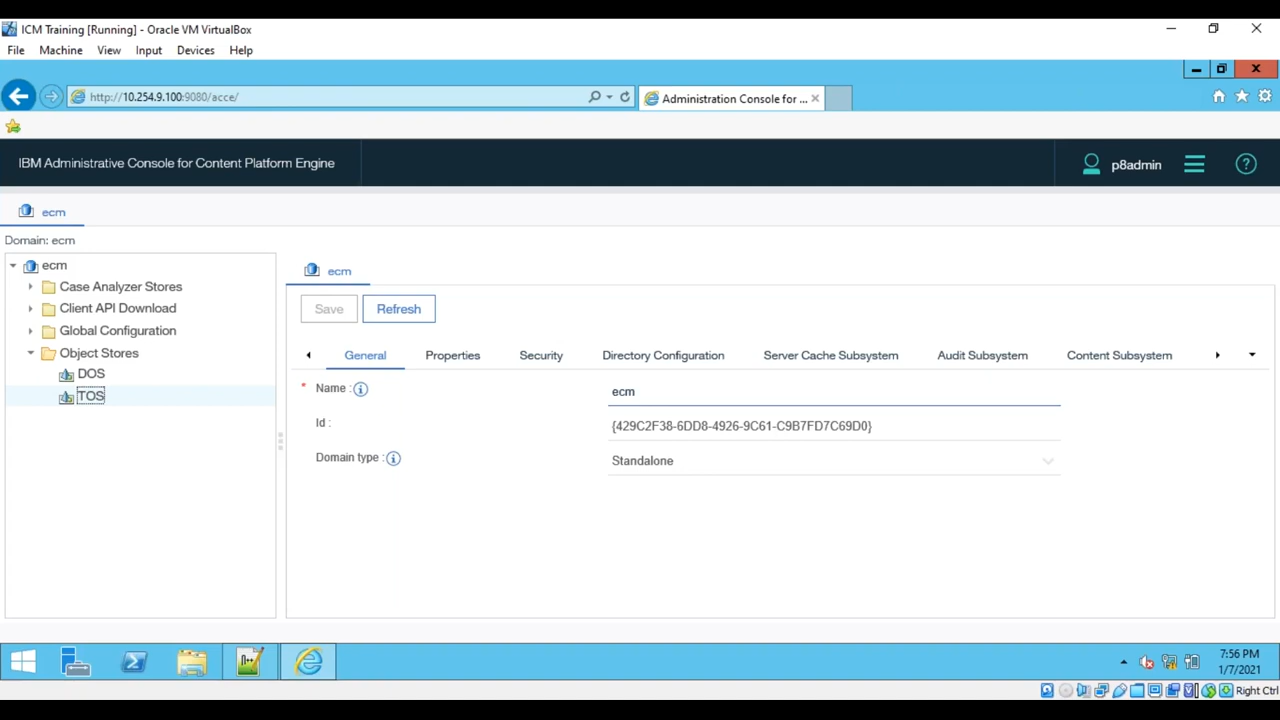 ICM Training [Running] - Oracle VM VirtualBox
File Machine View Input Devices Help
http://10.254.9.100:9080/acce/
Administration Console for ...
IBM Administrative Console for Content Platform Engine
p8admin
ecm
Domain: ecm
ecm
Case Analyzer Stores
Client API Download
Global Configuration
Object Stores
DOS
TOS
ecm
Save Refresh
General Properties Security Directory Configuration Server Cache Subsystem Audit Subsystem Content Subsystem
* Name : ecm
Id : {429C2F38-6DD8-4926-9C61-C9B7FD7C69D0}
Domain type : Standalone
7:56 PM
1/7/2021
Right Ctrl